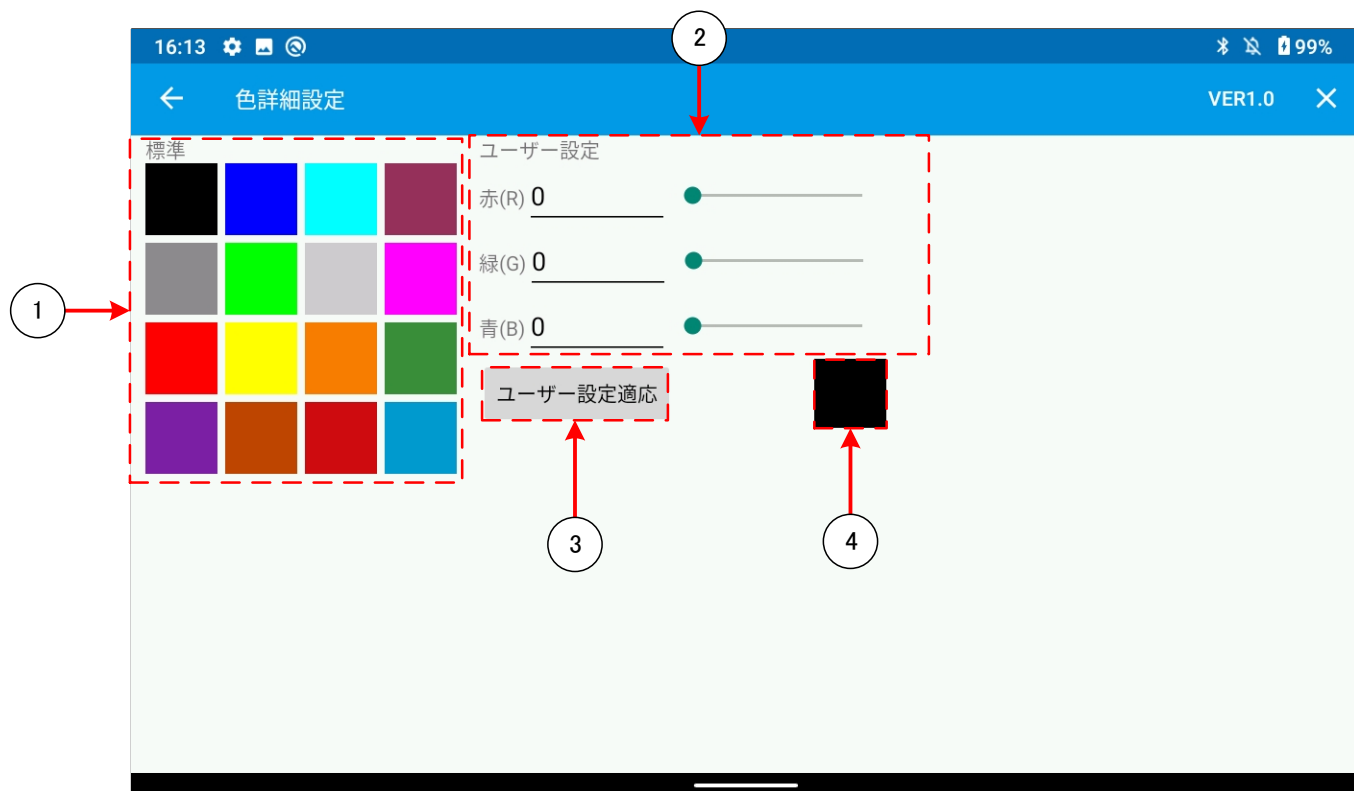 2
16:13
99%
色詳細設定
VER1.0
標準
ユーザー設定
赤(R) 0
緑(G) 0
青(B) 0
1
ユーザー設定適応
3
4